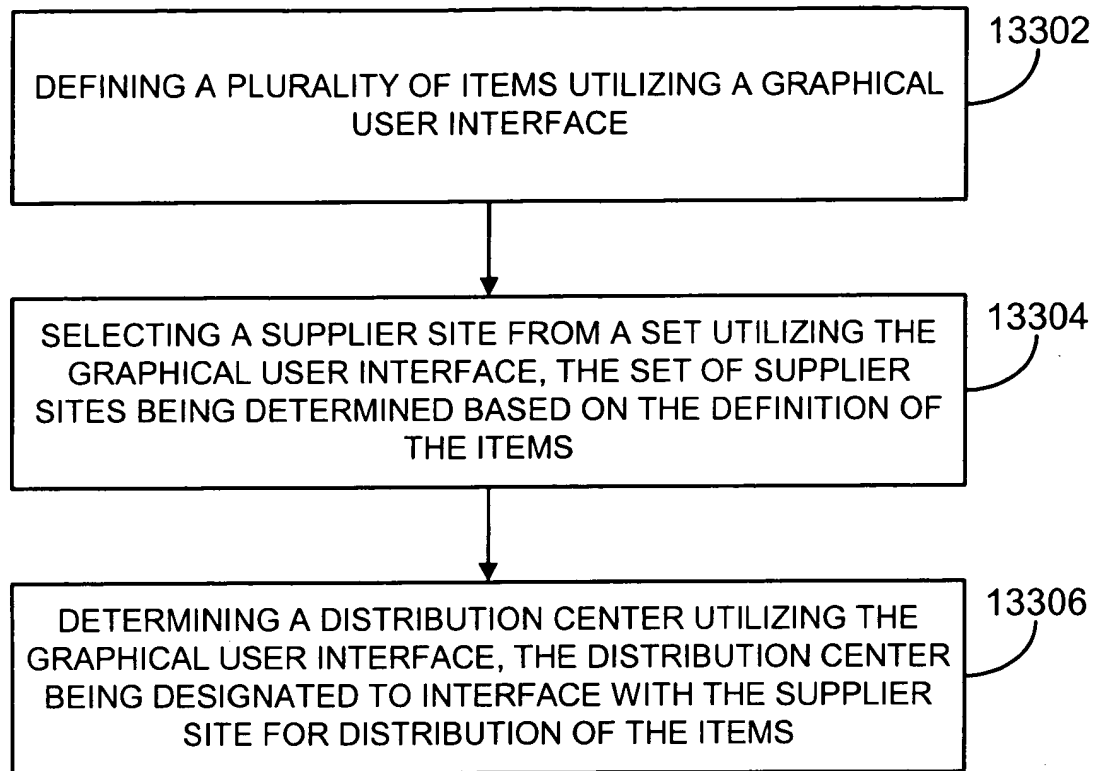 13302
DEFINING A PLURALITY OF ITEMS UTILIZING A GRAPHICAL
USER INTERFACE
13304
SELECTING A SUPPLIER SITE FROM A SET UTILIZING THE
GRAPHICAL USER INTERFACE, THE SET OF SUPPLIER
SITES BEING DETERMINED BASED ON THE DEFINITION OF
THE ITEMS
13306
DETERMINING A DISTRIBUTION CENTER UTILIZING THE
GRAPHICAL USER INTERFACE, THE DISTRIBUTION CENTER
BEING DESIGNATED TO INTERFACE WITH THE SUPPLIER
SITE FOR DISTRIBUTION OF THE ITEMS